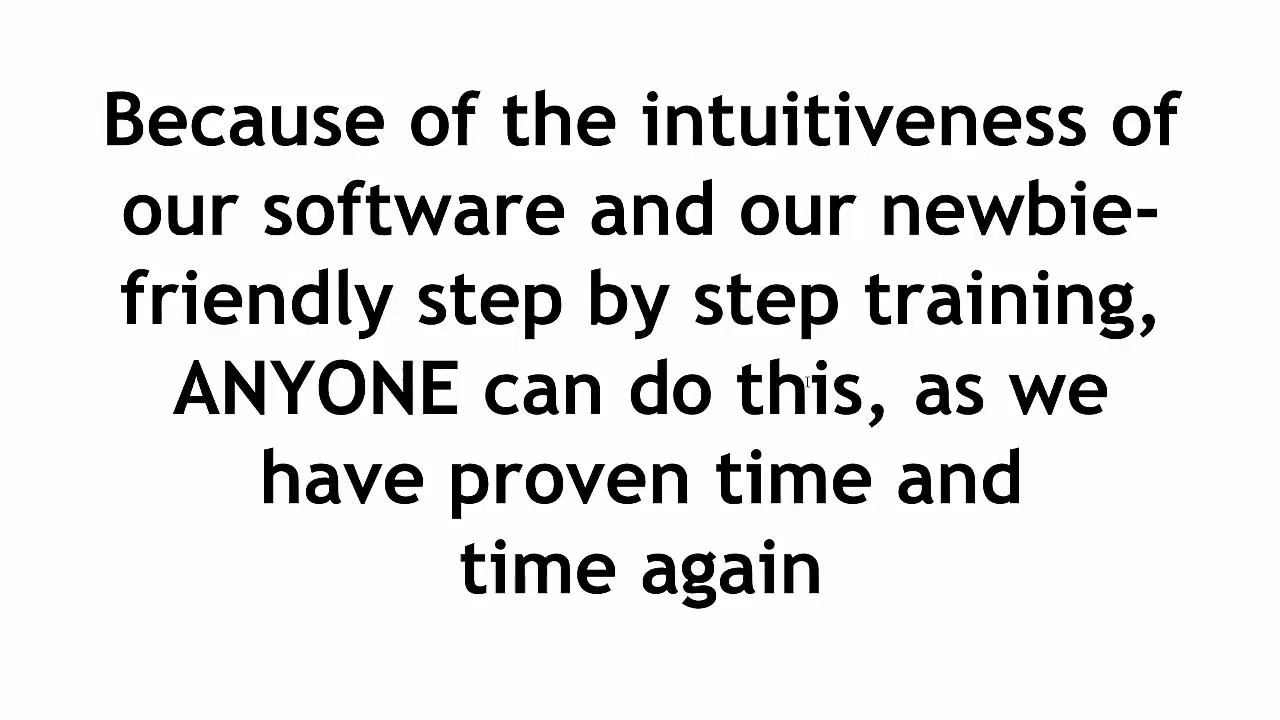 Because of the intuitiveness of
our software and our newbie-
friendly step by step training,
ANYONE can do this, as we
have proven time and
time again